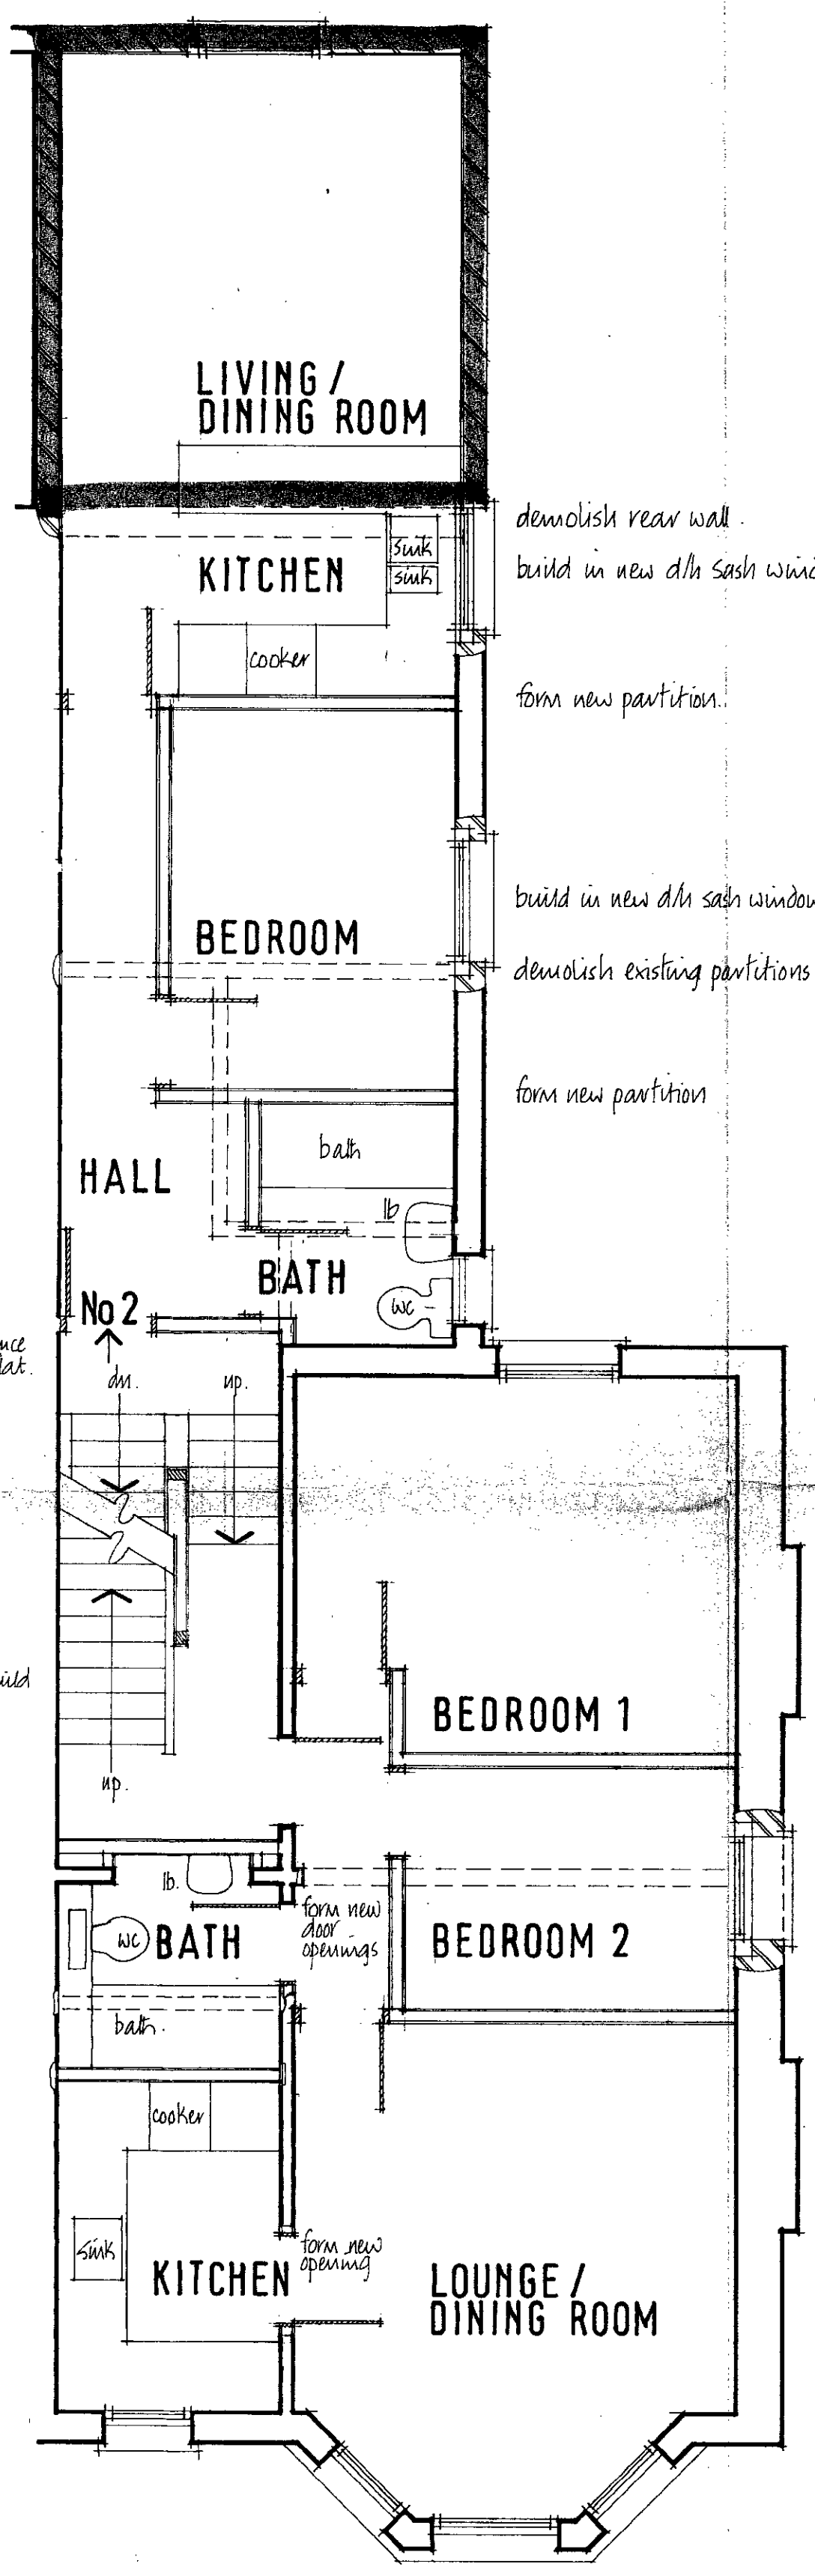 LIVING /
DINING ROOM
demolish rear wall.
sink
build in new d/h sash
KITCHEN
sink
cooker
form new partition.
build in new d/h sash window
BEDROOM
demolish existing partitions
form new partition
bath
HALL
lb
BATH
WC
No 2
dn.
up.
up.
BEDROOM 1
lb.
form new
door
openings
WC
BATH
BEDROOM 2
bath.
cooker
sink
form new
opening
KITCHEN
LOUNGE /
DINING ROOM